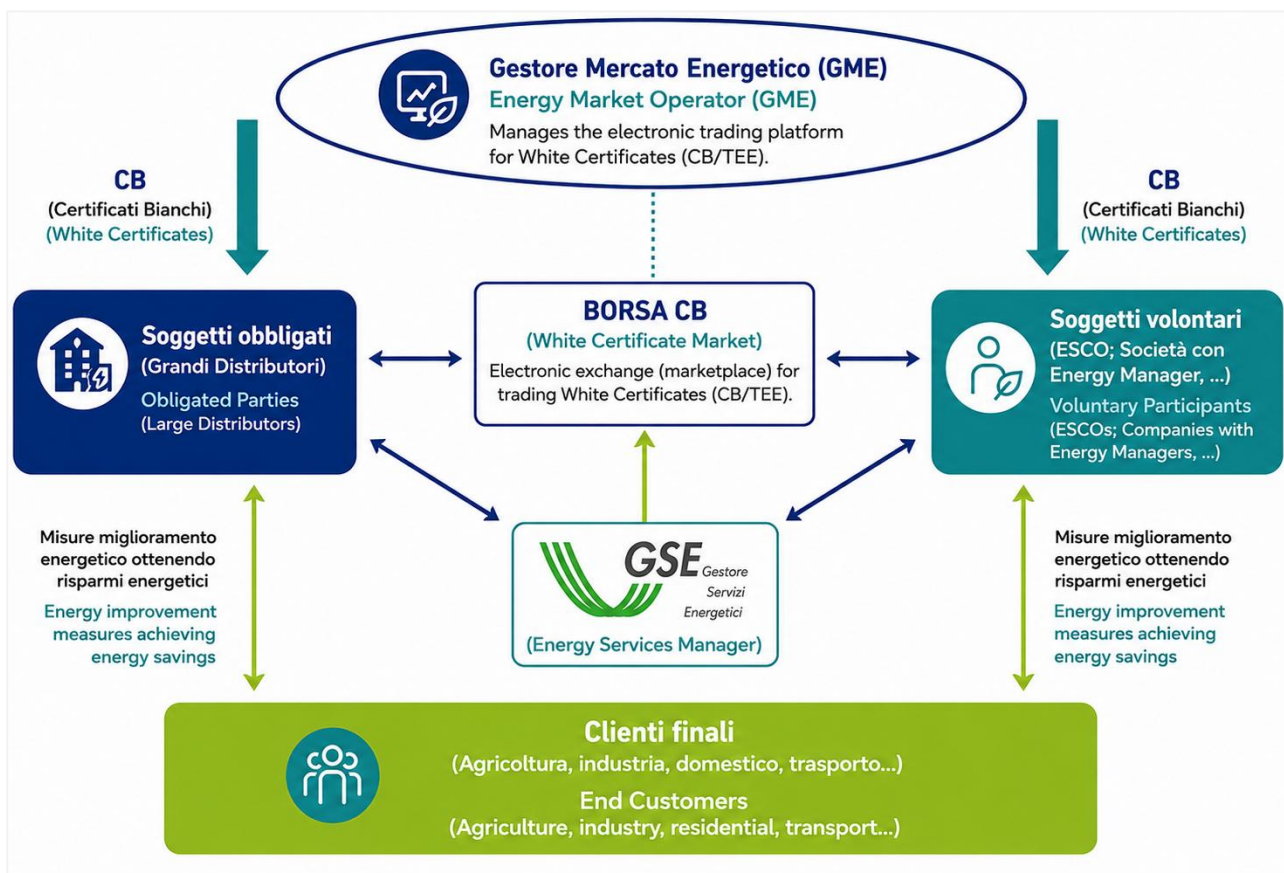 Gestore Mercato Energetico (GME)
Energy Market Operator (GME)
Manages the electronic trading platform
for White Certificates (CB/TEE).
CB
(Certificati Bianchi)
(White Certificates)
CB
(Certificati Bianchi)
(White Certificates)
Soggetti obbligati
(Grandi Distributori)
Obligated Parties
(Large Distributors)
BORSA CB
(White Certificate Market)
Electronic exchange (marketplace) for
trading White Certificates (CB/TEE).
Soggetti volontari
(ESCO; Società con
Energy Manager, ...)
Voluntary Participants
(ESCOs; Companies with
Energy Managers, ...)
Misure miglioramento
energetico ottenendo
risparmi energetici
Energy improvement
measures achieving
energy savings
GSE Gestore
Servizi
Energetici
(Energy Services Manager)
Misure miglioramento
energetico ottenendo
risparmi energetici
Energy improvement
measures achieving
energy savings
Clienti finali
(Agricoltura, industria, domestico, trasporto...)
End Customers
(Agriculture, industry, residential, transport...)